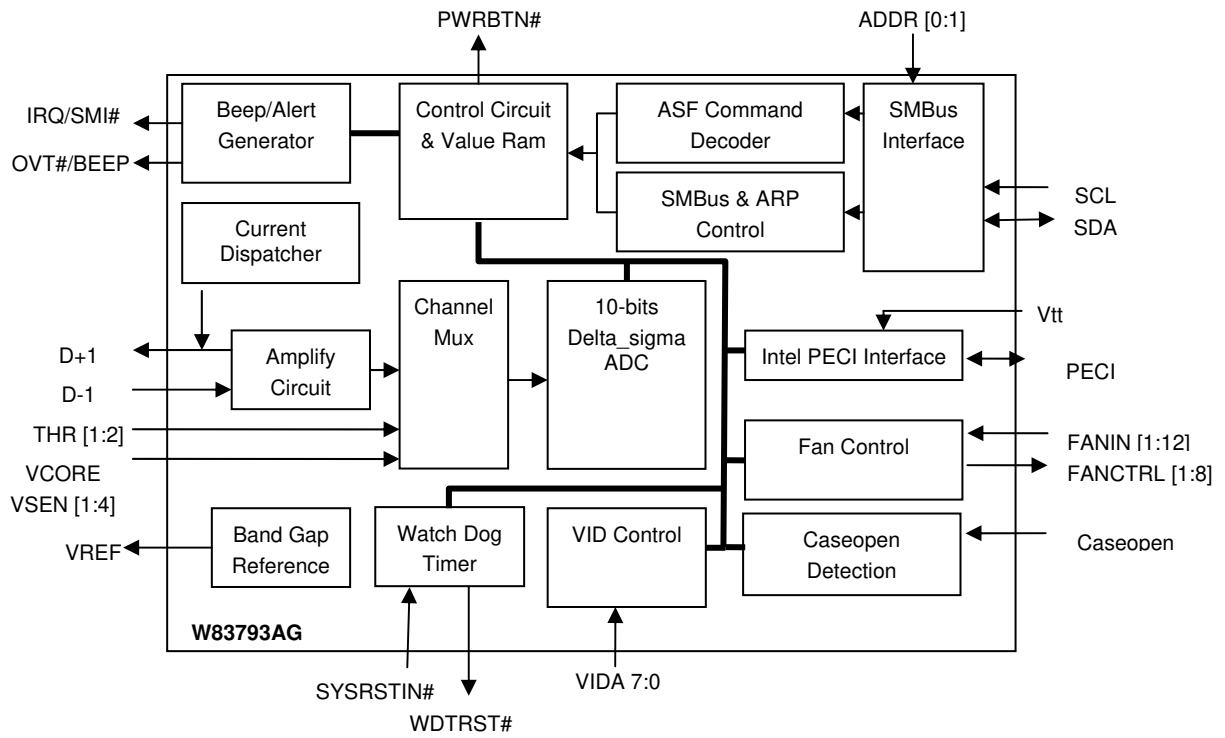 PWRBTN#
ADDR [0:1]
IRQ/SMI#
OVT#/BEEP
Beep/Alert
Generator
Control Circuit
& Value Ram
ASF Command
Decoder
SMBus
Interface
SMBus & ARP
Control
SCL
SDA
Current
Dispatcher
Channel
Mux
10-bits
Delta_sigma
ADC
Vtt
Intel PECI Interface
PECI
D+1
D-1
Amplify
Circuit
THR [1:2]
VCORE
VSEN [1:4]
Fan Control
FANIN [1:12]
FANCTRL [1:8]
VREF
Band Gap
Reference
Watch Dog
Timer
VID Control
Caseopen
Detection
Caseopen
W83793AG
SYSRSTIN#
WDTRST#
VIDA 7:0